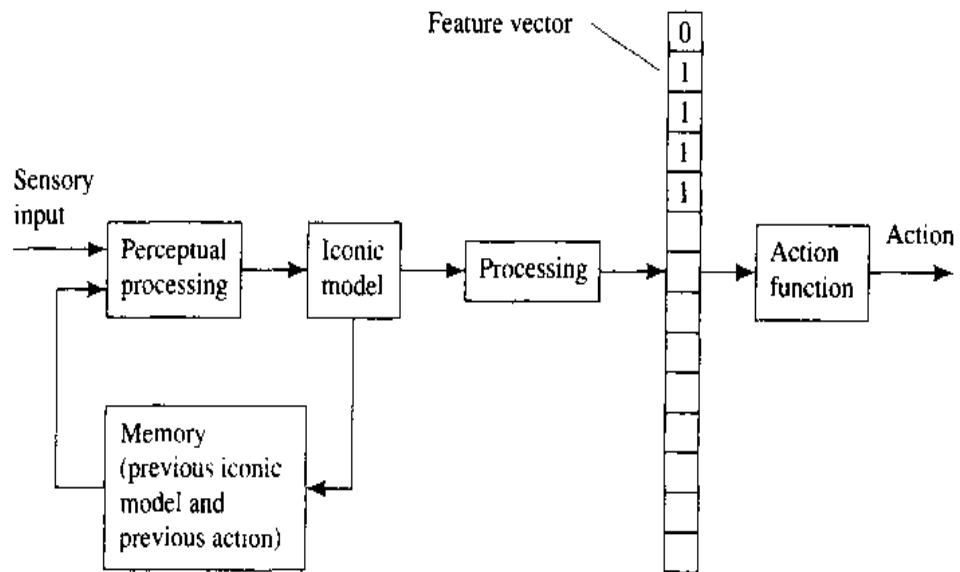 Feature vector
0
1
1
1
1
Sensory
input
Perceptual
processing
Iconic
model
Processing
Action
function
Action
Memory
(previous iconic
model and
previous action)